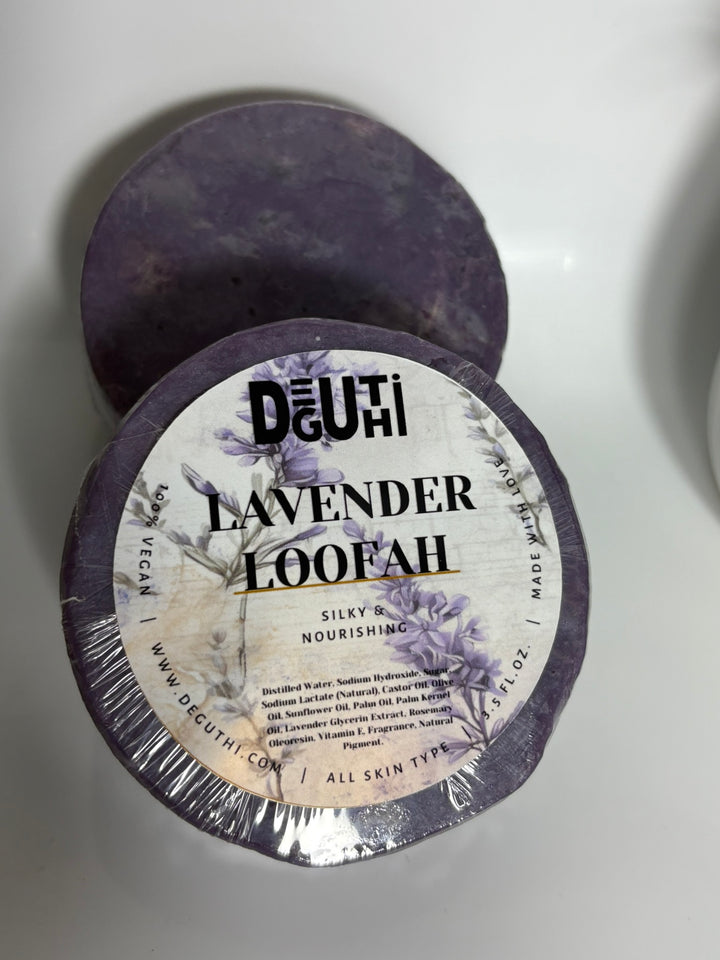 DEGUTHI
LAVENDER
LOOFAH
SILKY &
NOURISHING
Distilled Water, Sodium Hydroxide, Sugar,
Sodium Lactate (Natural), Castor Oil, Olive
Oil, Sunflower Oil, Palm Oil, Palm Kernel
Oil, Lavender Glycerin Extract, Rosemary
Oleoresin, Vitamin E, Fragrance, Natural
Pigment.
100% VEGAN | WWW.DEGUTHI.COM | ALL SKIN TYPE | 3.5 FL.OZ. | MADE WITH LOVE